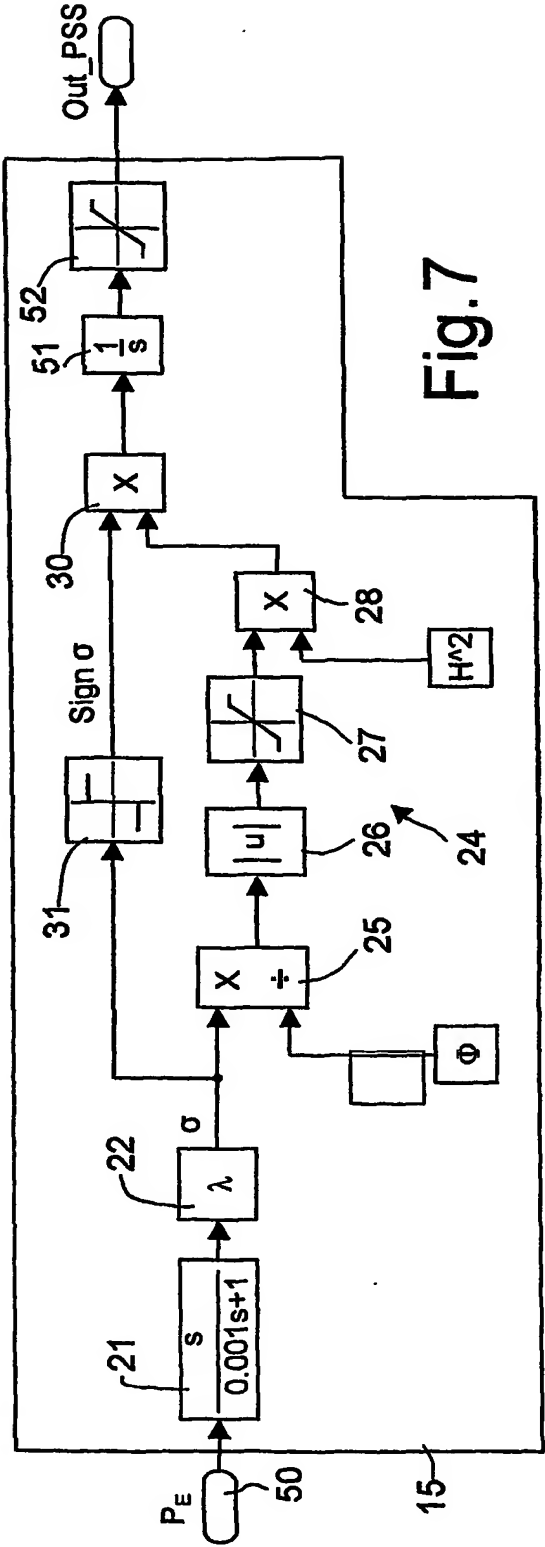 P_E
50
15
21
s
0.001s+1
22
λ
σ
31
Sign σ
X
÷
25
Φ
|u|
26
24
27
X
28
H^2
30
X
51
1
s
52
Out_PSS
Fig.7